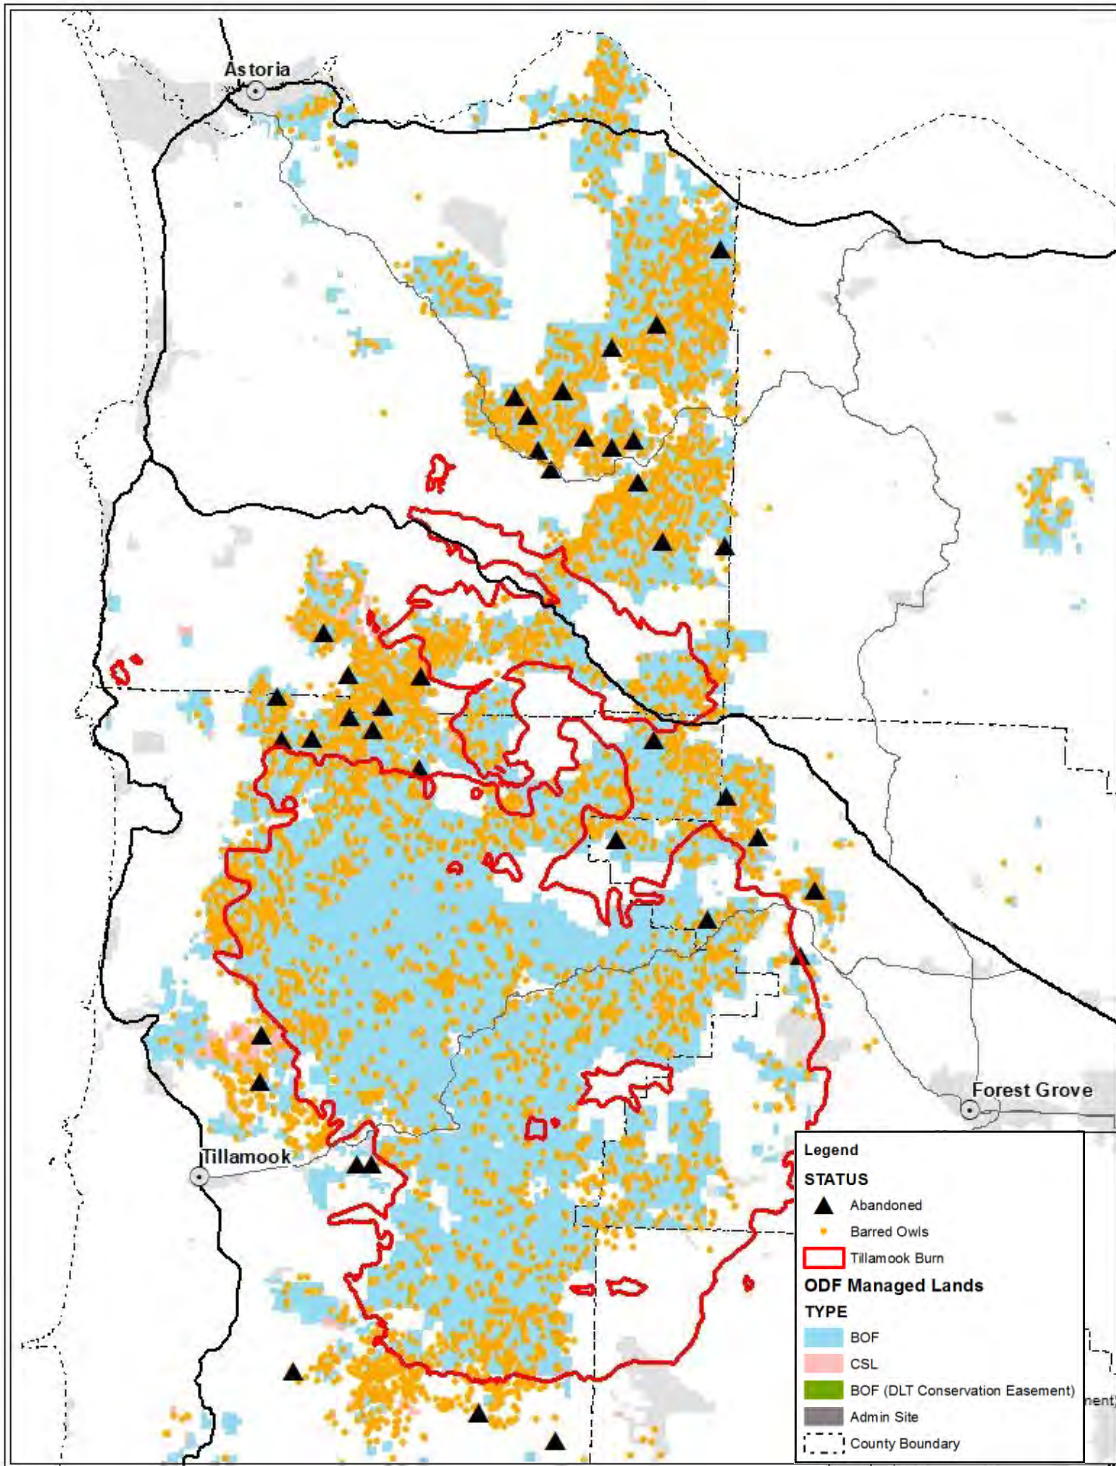 Astoria
Forest Grove
Tillamook
Legend
STATUS
Abandoned
Barred Owls
Tillamook Burn
ODF Managed Lands
TYPE
BOF
CSL
BOF (DLT Conservation Easement)
ment)
Admin Site
County Boundary